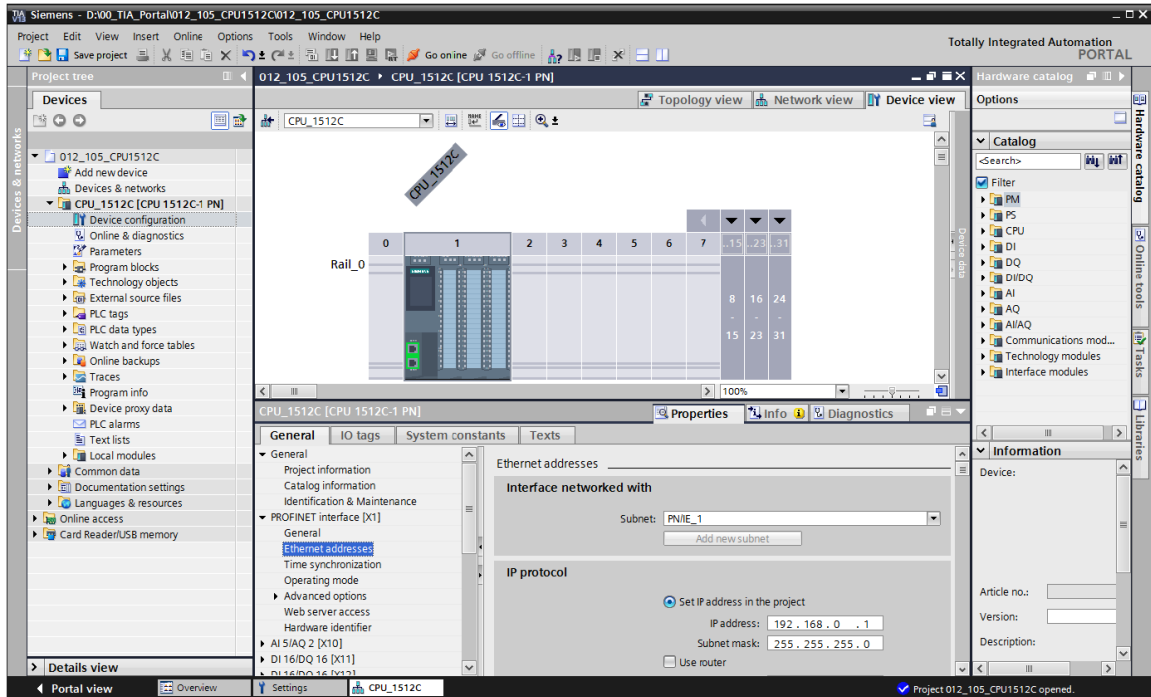 Siemens - D:\00_TIA_Portal\012_105_CPU1512C\012_105_CPU1512C
Project Edit View Insert Online Options Tools Window Help
Totally Integrated Automation
PORTAL
Save project
Go online
Go offline
Project tree
Devices
Devices & networks
012_105_CPU1512C
Add new device
Devices & networks
CPU_1512C [CPU 1512C-1 PN]
Device configuration
Online & diagnostics
Parameters
Program blocks
Technology objects
External source files
PLC tags
PLC data types
Watch and force tables
Online backups
Traces
Program info
Device proxy data
PLC alarms
Text lists
Local modules
Common data
Documentation settings
Languages & resources
Online access
Card Reader/USB memory
Details view
012_105_CPU1512C CPU_1512C [CPU 1512C-1 PN]
Topology view Network view Device view
CPU_1512C
CPU_1512C
0 1 2 3 4 5 6 7 ..15 ..23 ..31
Rail_0
8 16 24
- - -
15 23 31
SIEMENS
Device data
100%
CPU_1512C [CPU 1512C-1 PN]
Properties Info Diagnostics
General IO tags System constants Texts
General
Project information
Catalog information
Identification & Maintenance
PROFINET interface [X1]
General
Ethernet addresses
Time synchronization
Operating mode
Advanced options
Web server access
Hardware identifier
AI 5/AQ 2 [X10]
DI 16/DQ 16 [X11]
DI 16/DQ 16 [X12]
Ethernet addresses
Interface networked with
Subnet: PN/IE_1
Add new subnet
IP protocol
Set IP address in the project
IP address: 192 . 168 . 0 . 1
Subnet mask: 255 . 255 . 255 . 0
Use router
Hardware catalog
Options
Catalog
<Search>
Filter
PM
PS
CPU
DI
DQ
DI/DQ
AI
AQ
AI/AQ
Communications mod...
Technology modules
Interface modules
Information
Device:
Article no.:
Version:
Description:
Hardware catalog
Online tools
Tasks
Libraries
Portal view Overview Settings CPU_1512C
Project 012_105_CPU1512C opened.